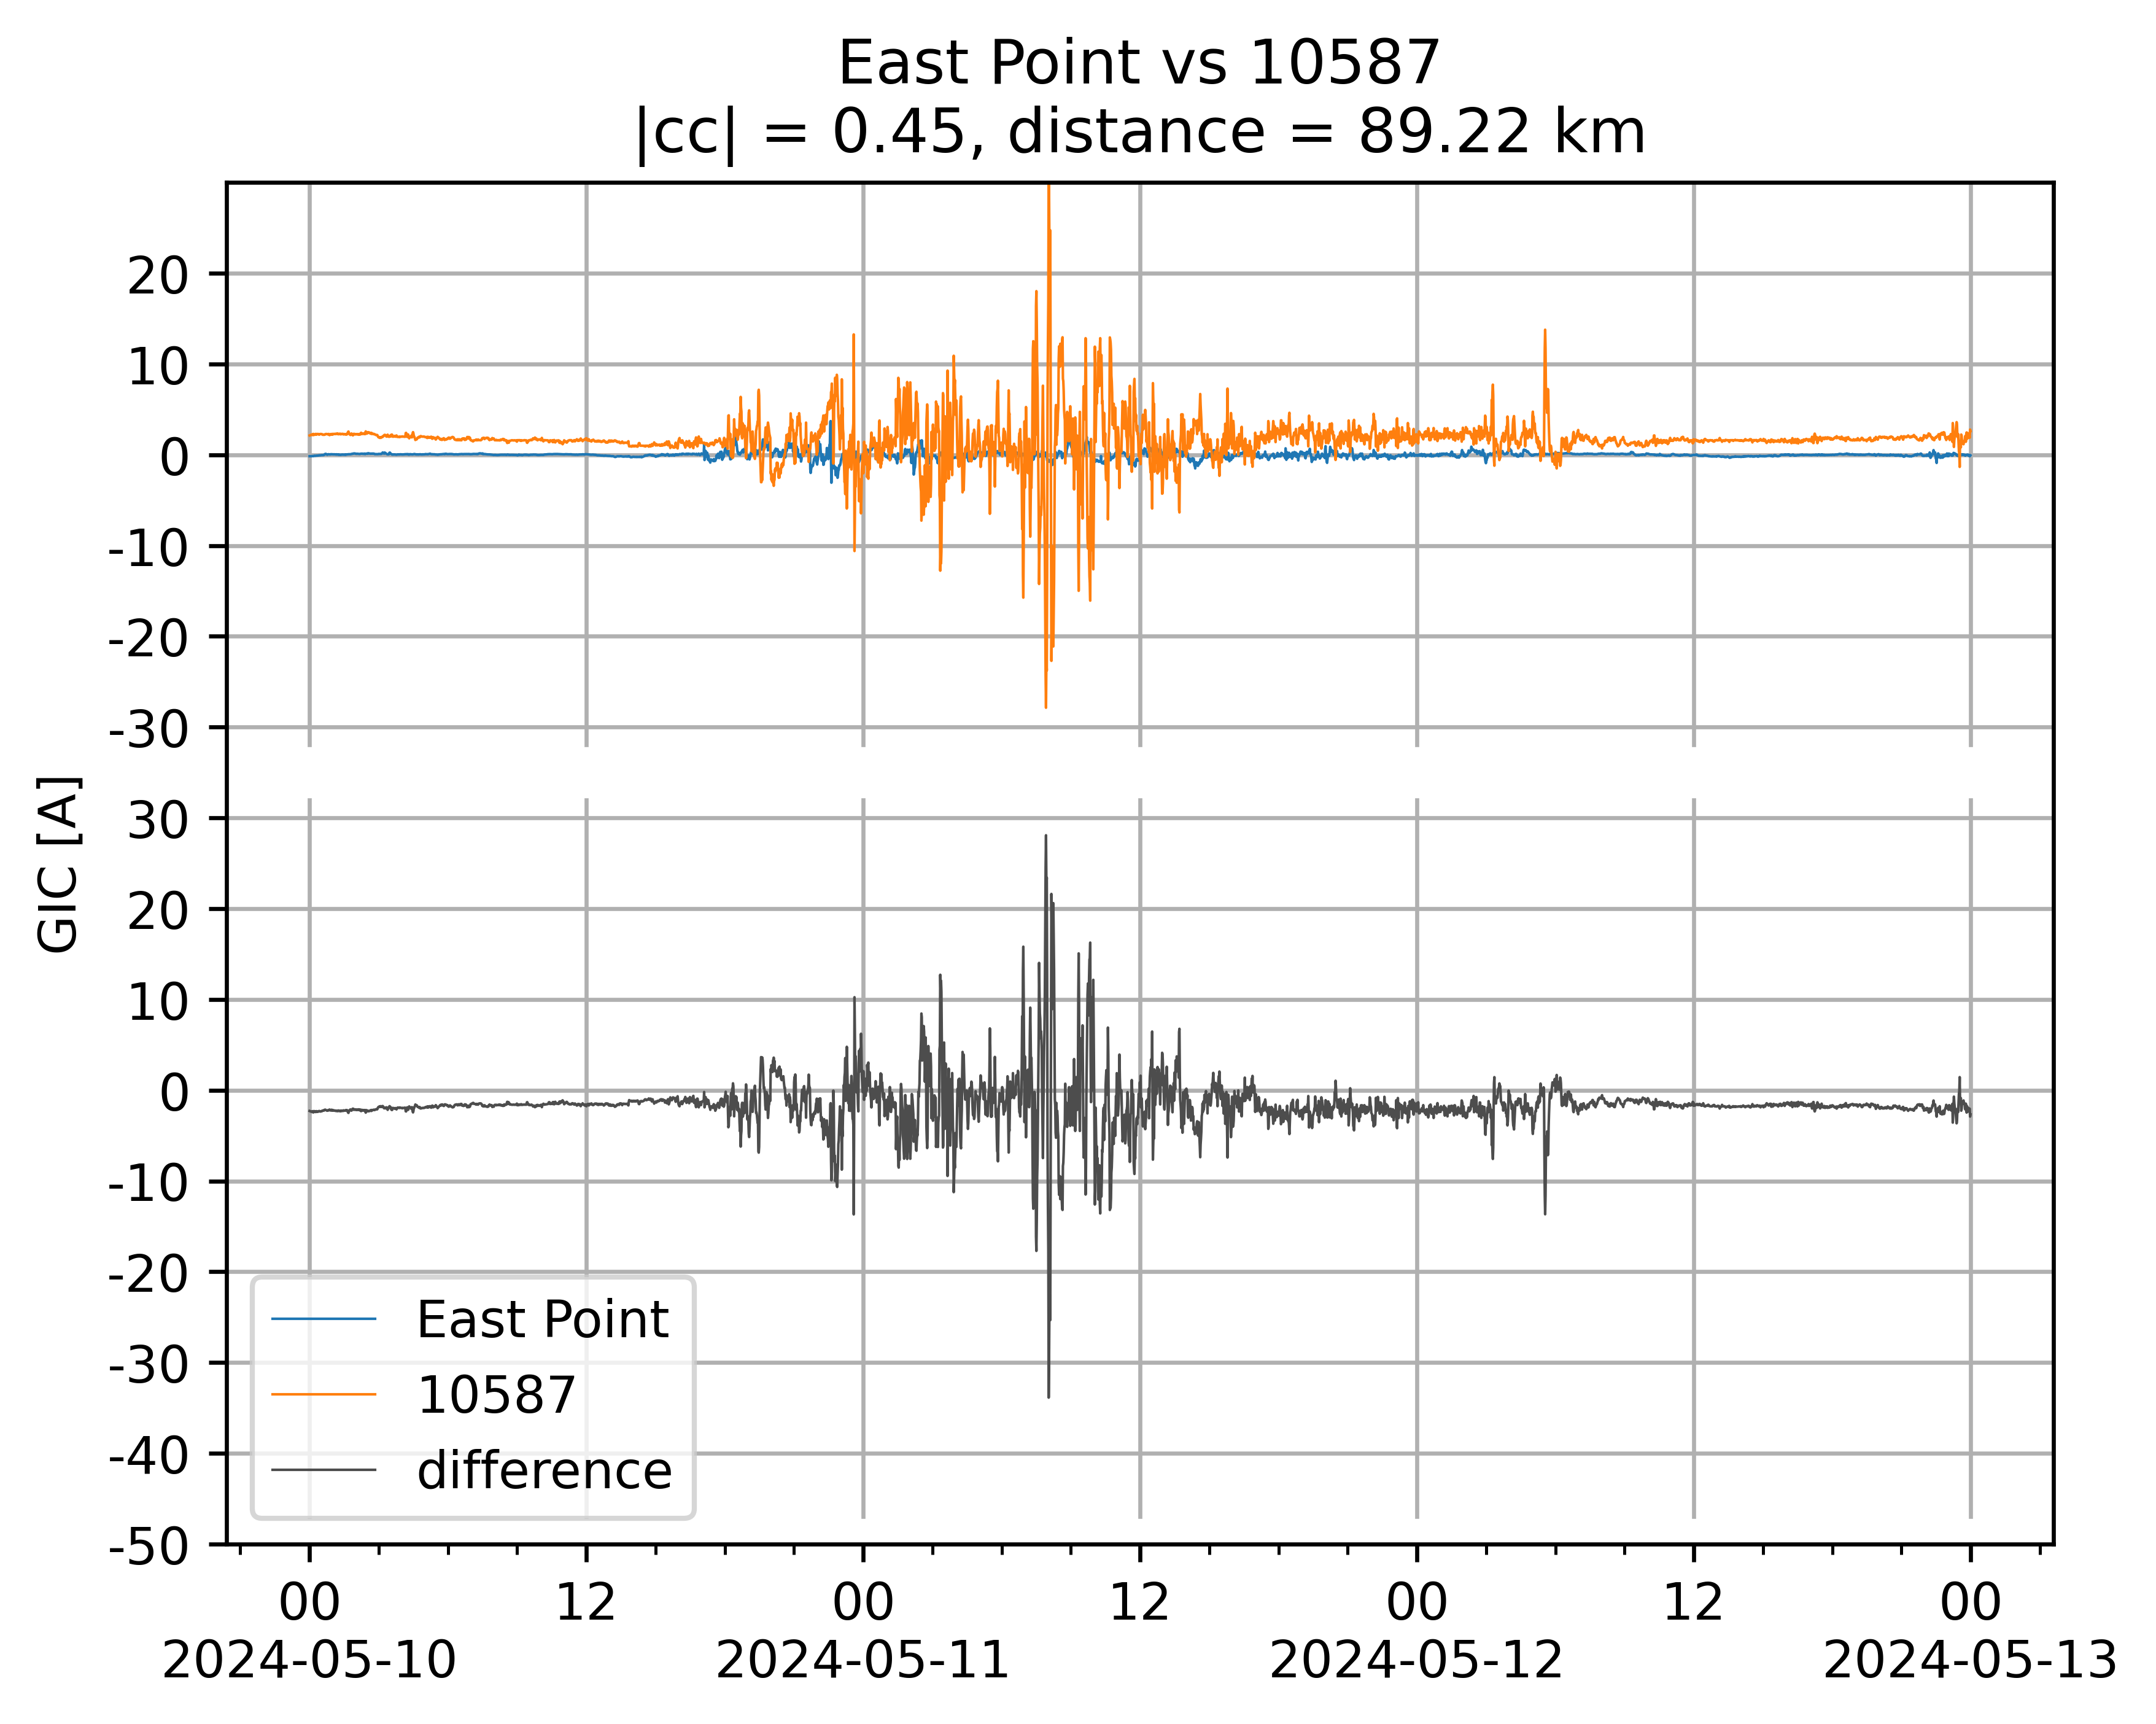 East Point vs 10587
|cc| = 0.45, distance = 89.22 km
GIC [A]
20
10
0
-10
-20
-30
30
20
10
0
-10
-20
-30
-40
-50
East Point
10587
difference
00 12 00 12 00 12 00
2024-05-10 2024-05-11 2024-05-12 2024-05-13